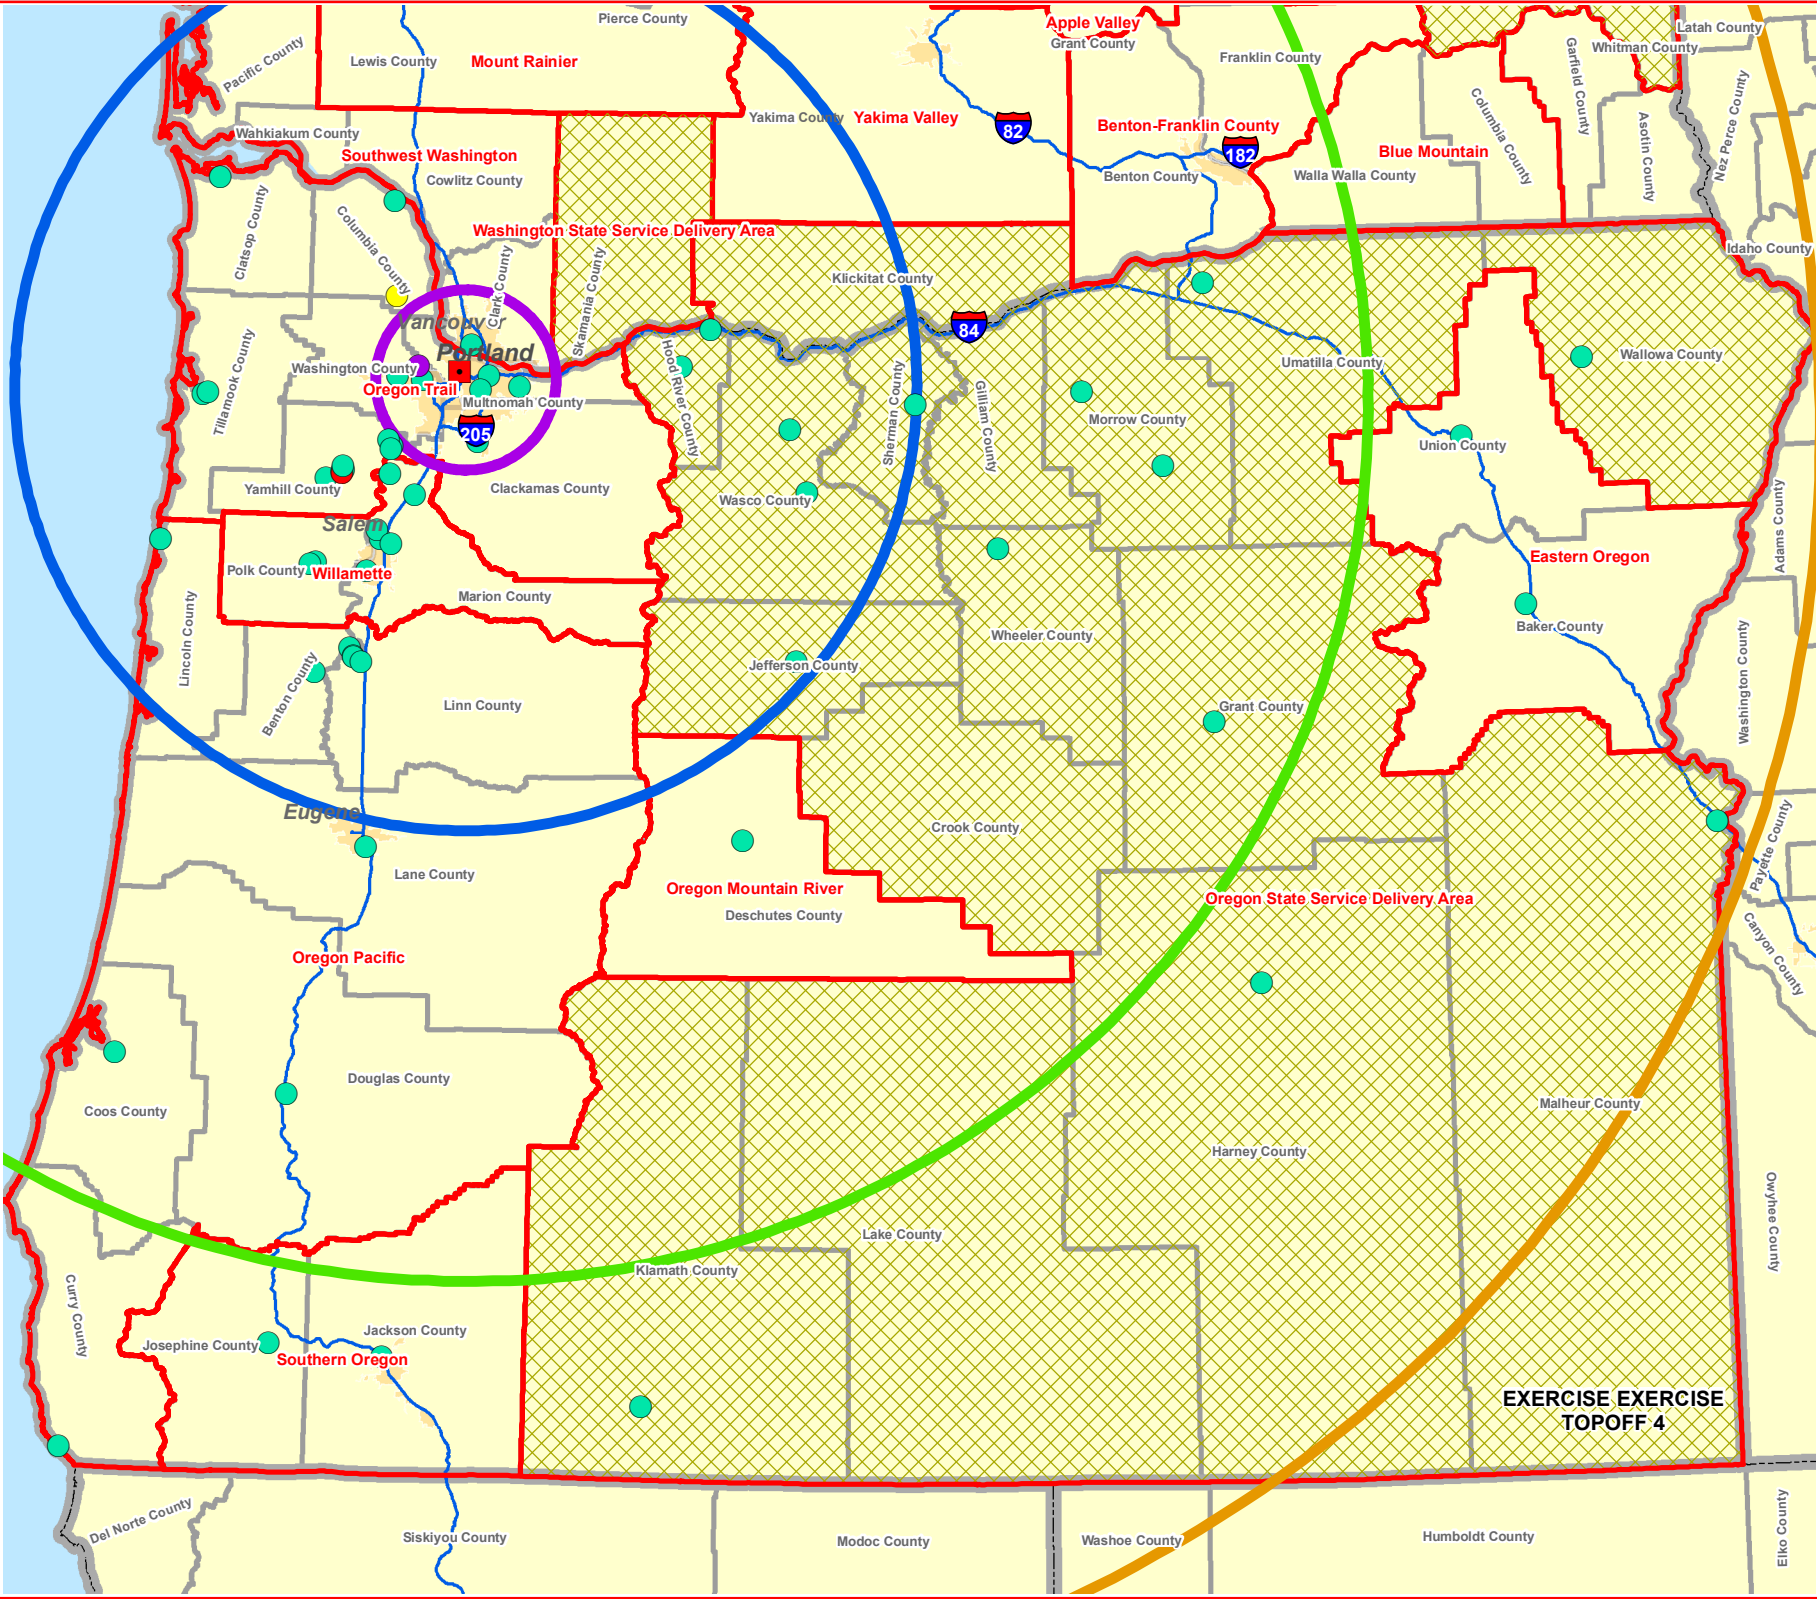 Pierce County
Apple Valley
Latah County
Grant County
Whitman County
Pacific County
Lewis County
Mount Rainier
Franklin County
Garfield County
Columbia County
Asotin County
Nez Perce County
Yakima County
Yakima Valley
82
Benton-Franklin County
182
Blue Mountain
Wahkiakum County
Southwest Washington
Cowlitz County
Benton County
Walla Walla County
Clatsop County
Columbia County
Washington State Service Delivery Area
Clark County
Skamania County
Klickitat County
Idaho County
Vancouver
84
Portland
Tillamook County
Washington County
Oregon Trail
Multnomah County
205
Hood River County
Sherman County
Gilliam County
Morrow County
Umatilla County
Wallowa County
Union County
Yamhill County
Clackamas County
Wasco County
Salem
Adams County
Polk County
Willamette
Marion County
Eastern Oregon
Lincoln County
Wheeler County
Baker County
Benton County
Jefferson County
Washington County
Linn County
Grant County
Eugene
Crook County
Payette County
Lane County
Oregon Mountain River
Deschutes County
Oregon State Service Delivery Area
Canyon County
Oregon Pacific
Douglas County
Coos County
Malheur County
Harney County
Owyhee County
Lake County
Klamath County
Curry County
Josephine County
Jackson County
Southern Oregon
EXERCISE EXERCISE
TOPOFF 4
Del Norte County
Siskiyou County
Modoc County
Washoe County
Humboldt County
Elko County